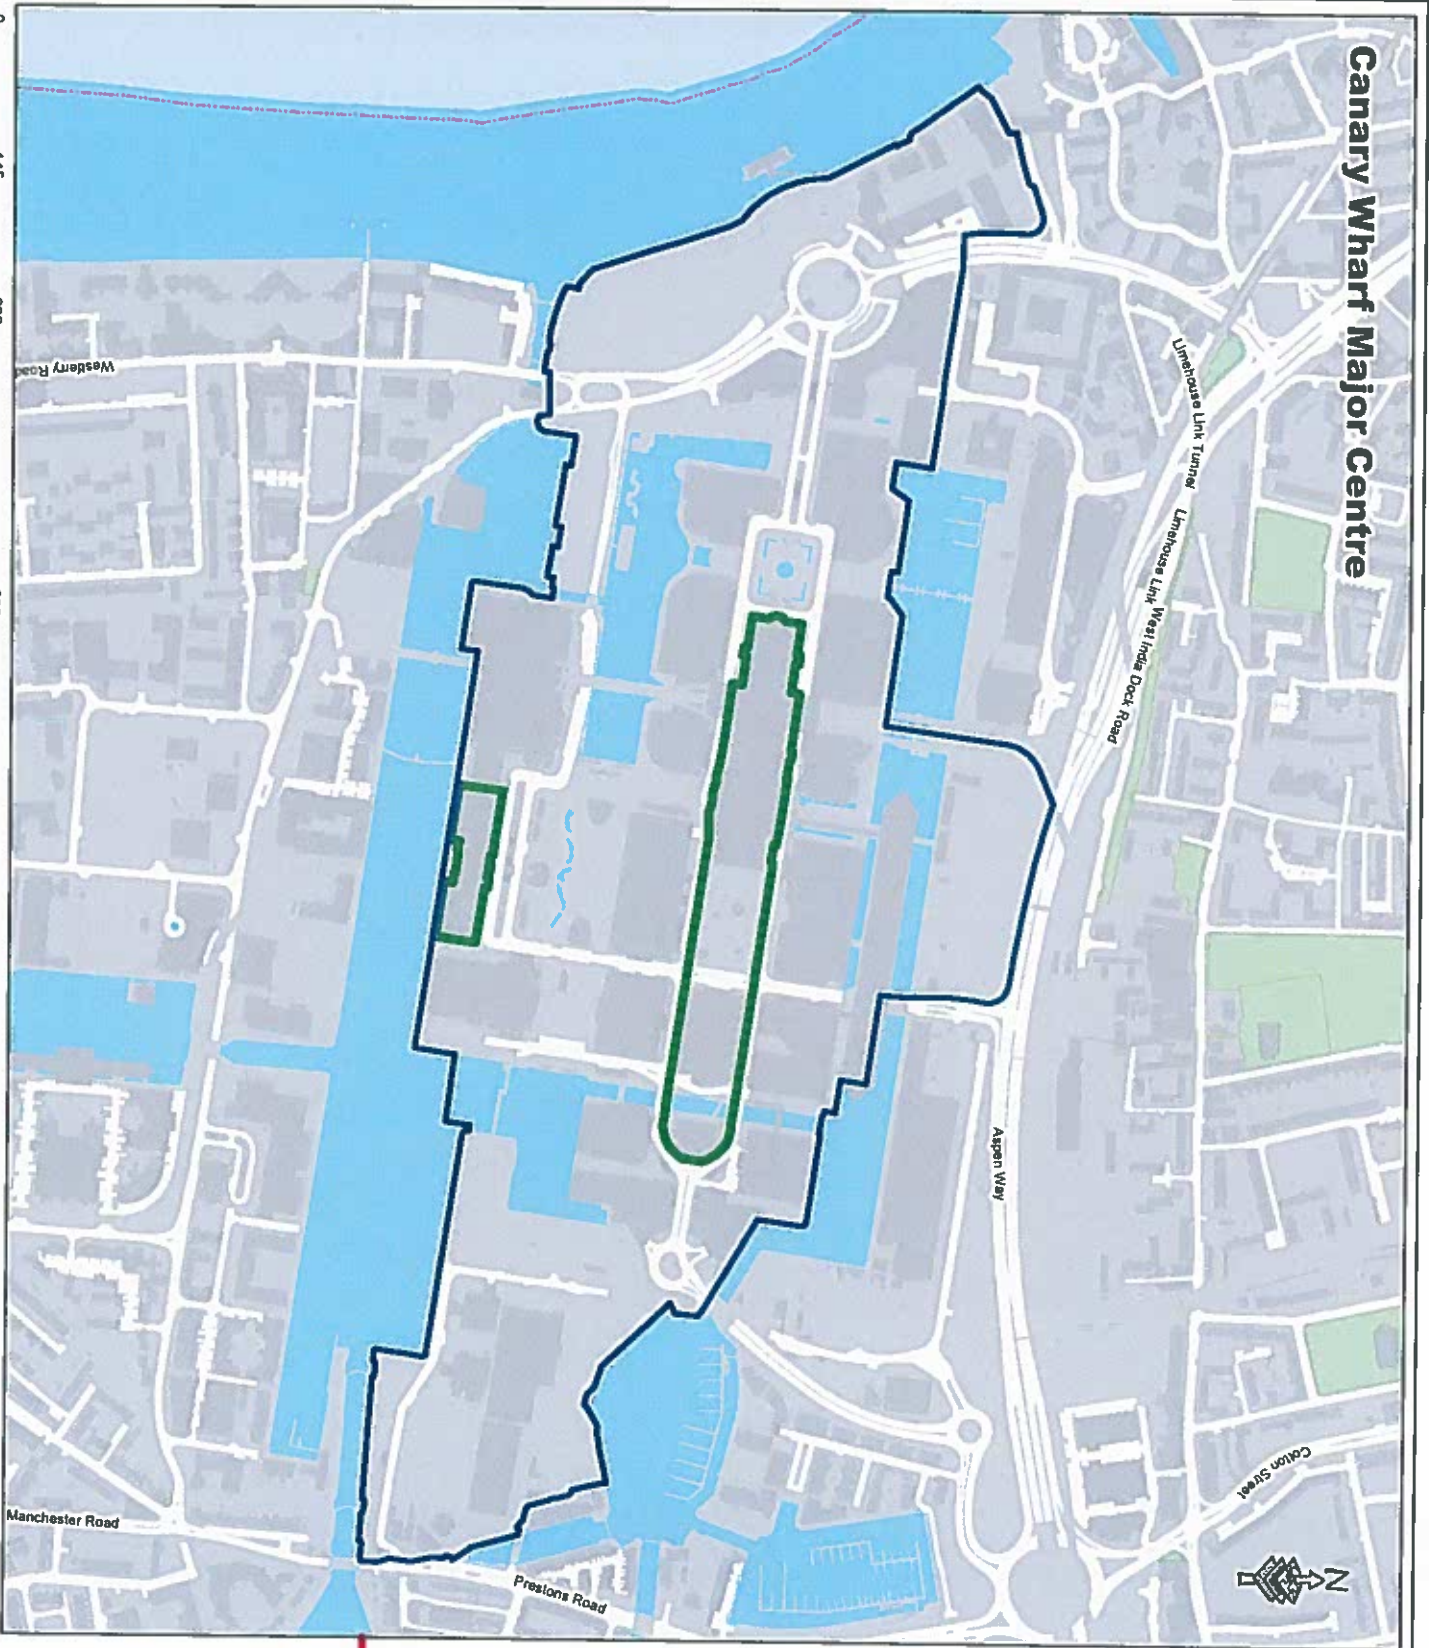 Canary Wharf Major Centre
Limehouse Link Tunnel
Limehouse Link
West India Dock Road
Westferry Road
Aspen Way
Cotton Street
N
Manchester Road
Prestons Road